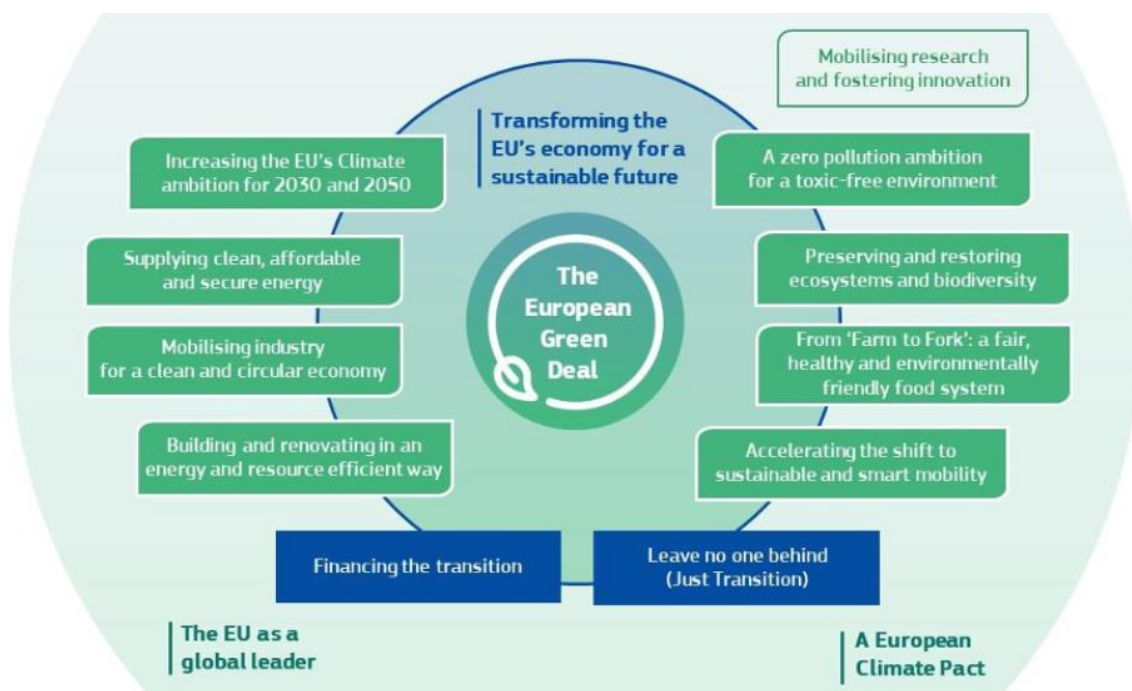 Mobilising research
and fostering innovation
Transforming the
EU's economy for a
sustainable future
Increasing the EU's Climate
ambition for 2030 and 2050
A zero pollution ambition
for a toxic-free environment
Supplying clean, affordable
and secure energy
Preserving and restoring
ecosystems and biodiversity
The
European
Green
Deal
Mobilising industry
for a clean and circular economy
From 'Farm to Fork': a fair,
healthy and environmentally
friendly food system
Building and renovating in an
energy and resource efficient way
Accelerating the shift to
sustainable and smart mobility
Financing the transition
Leave no one behind
(Just Transition)
The EU as a
global leader
A European
Climate Pact